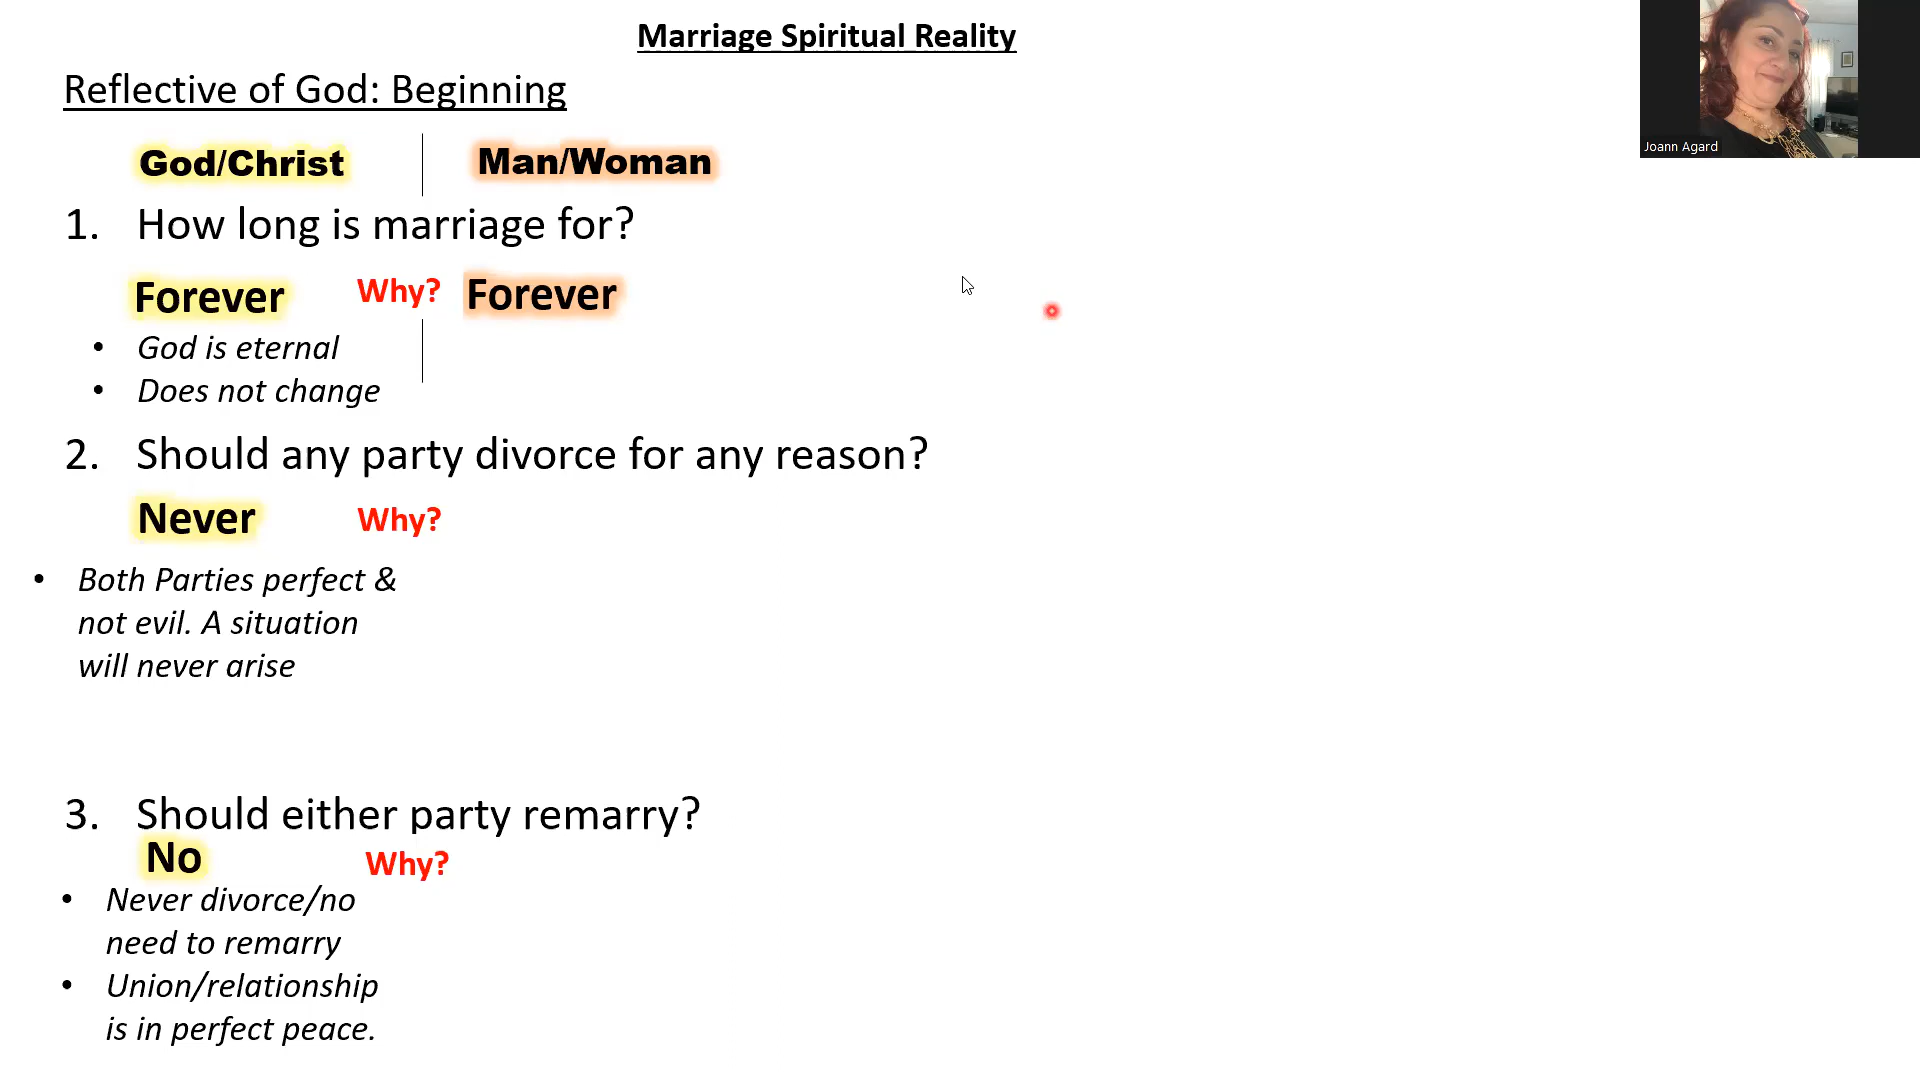 Marriage Spiritual Reality
Reflective of God: Beginning
God/Christ Man/Woman
1. How long is marriage for?
Forever Why? Forever
• God is eternal
• Does not change
2. Should any party divorce for any reason?
Never Why?
• Both Parties perfect &
not evil. A situation
will never arise
3. Should either party remarry?
No Why?
• Never divorce/no
need to remarry
• Union/relationship
is in perfect peace.
Joann Agard